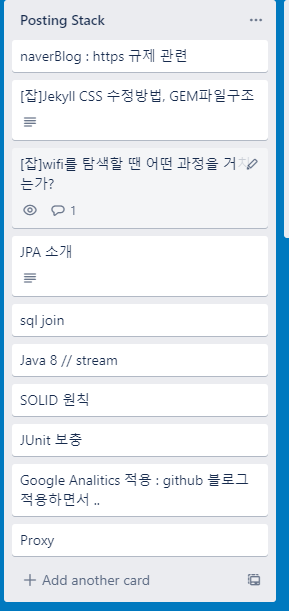 Posting Stack
naverBlog : https 규제 관련
[잡]Jekyll CSS 수정방법, GEM파일구조
[잡]wifi를 탐색할 땐 어떤 과정을 거치
는가?
1
JPA 소개
sql join
Java 8 // stream
SOLID 원칙
JUnit 보충
Google Analitics 적용 : github 블로그
적용하면서 ..
Proxy
Add another card